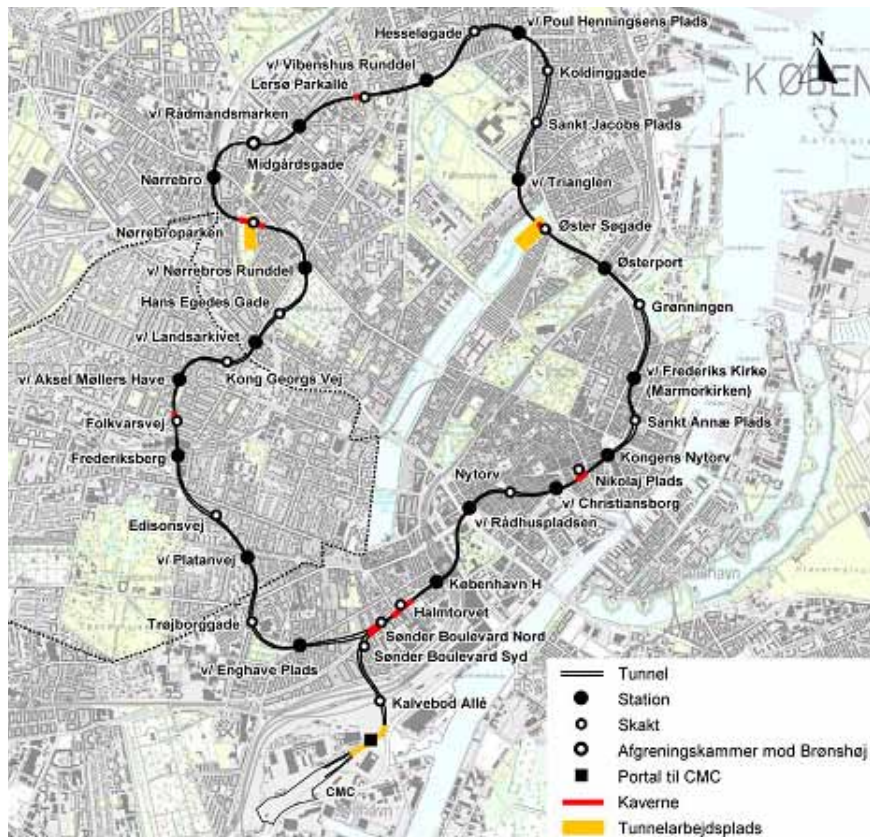 v/ Poul Henningsens Plads
Hesseløgade
v/ Vibenshus Runddel
Lersø Parkallé
Koldinggade
N
KØBEN
v/ Rådmandsmarken
Sankt Jacobs Plads
Midgårdsgade
Nørrebro
v/ Trianglen
Nørrebroparken
Øster Søgade
v/ Nørrebros Runddel
Østerport
Hans Egedes Gade
Grønningen
v/ Landsarkivet
v/ Aksel Møllers Have
Kong Georgs Vej
v/ Frederiks Kirke
(Marmorkirken)
Folkvarsvej
Sankt Annæ Plads
Frederiksberg
Kongens Nytorv
Nytorv
Nikolaj Plads
v/ Christiansborg
Edisonsvej
v/ Rådhuspladsen
v/ Platanvej
København H
Halmtorvet
Trøjborggade
Sønder Boulevard Nord
Sønder Boulevard Syd
v/ Enghave Plads
Kalvebod Allé
CMC
Tunnel
Station
Skakt
Afgreningskammer mod Brønshøj
Portal til CMC
Kaverne
Tunnelarbejdsplads